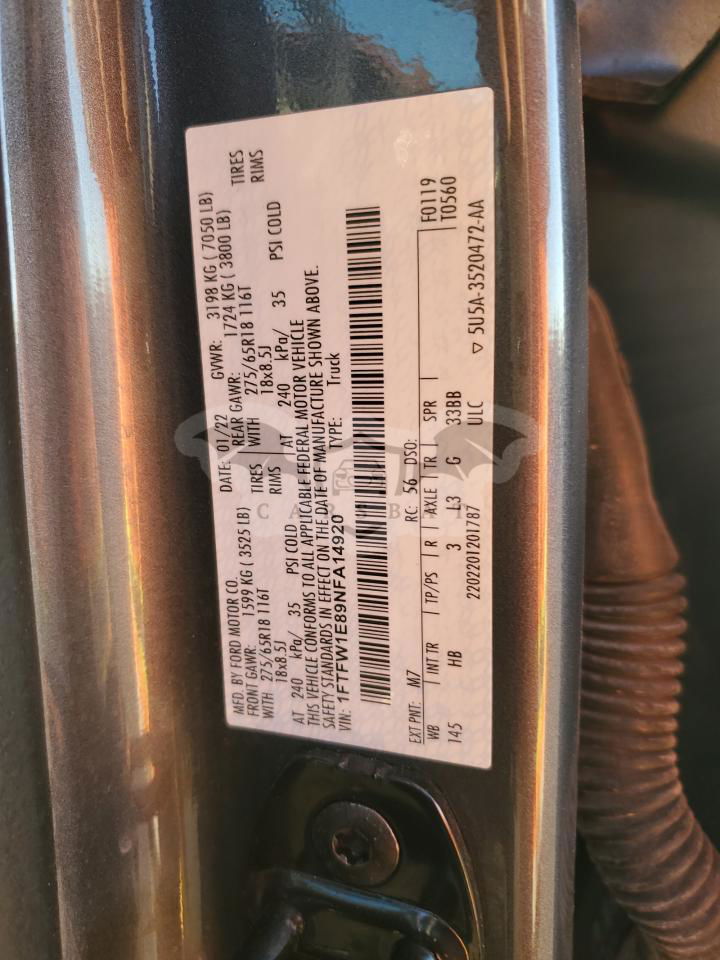 MFD. BY FORD MOTOR CO. DATE: 01/22 GVWR: 3198 KG ( 7050 LB)
FRONT GAWR: 1599 KG ( 3525 LB) REAR GAWR: 1724 KG ( 3800 LB)
WITH 275/65R18 116T TIRES WITH 275/65R18 116T TIRES
18x8.5J RIMS 18x8.5J RIMS
AT 240 kPa/ 35 PSI COLD AT 240 kPa/ 35 PSI COLD
THIS VEHICLE CONFORMS TO ALL APPLICABLE FEDERAL MOTOR VEHICLE
SAFETY STANDARDS IN EFFECT ON THE DATE OF MANUFACTURE SHOWN ABOVE.
VIN: 1FTFW1E89NFA14920 TYPE: Truck
EXT PNT: M7 RC: 56 DSO: F0119
WB INT TR TP/PS R AXLE TR SPR T0560
145 HB 3 L3 G 33BB
2202201201787 ULC ▽ 5U5A-3520472-AA